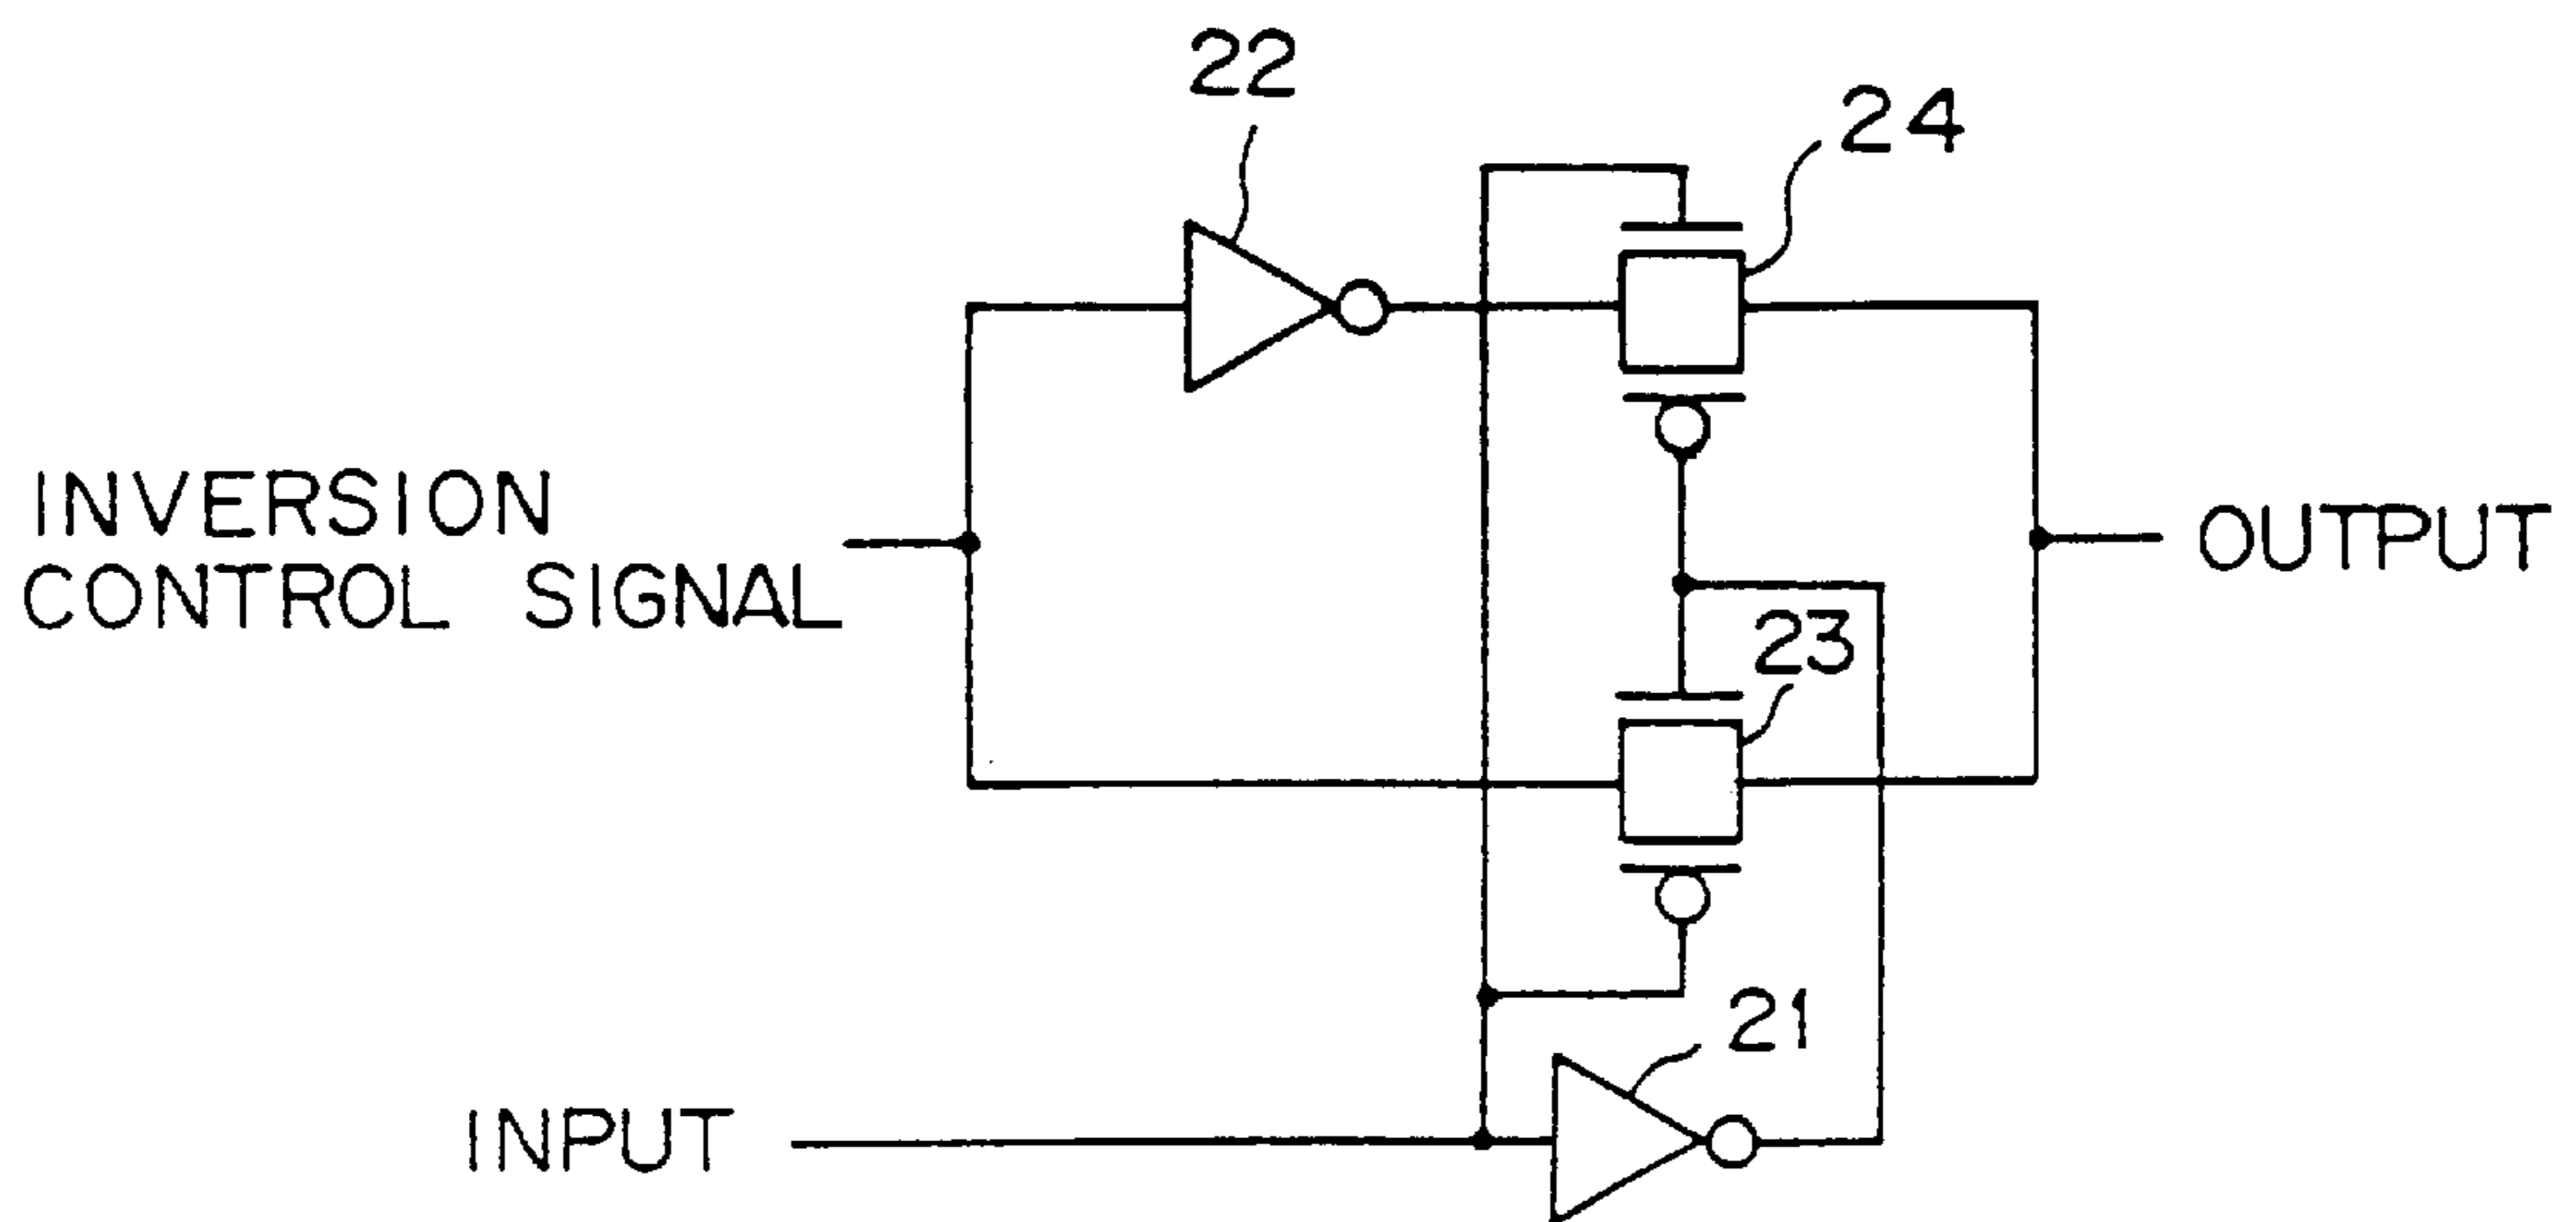 22
24
INVERSION
CONTROL SIGNAL
OUTPUT
23
21
INPUT